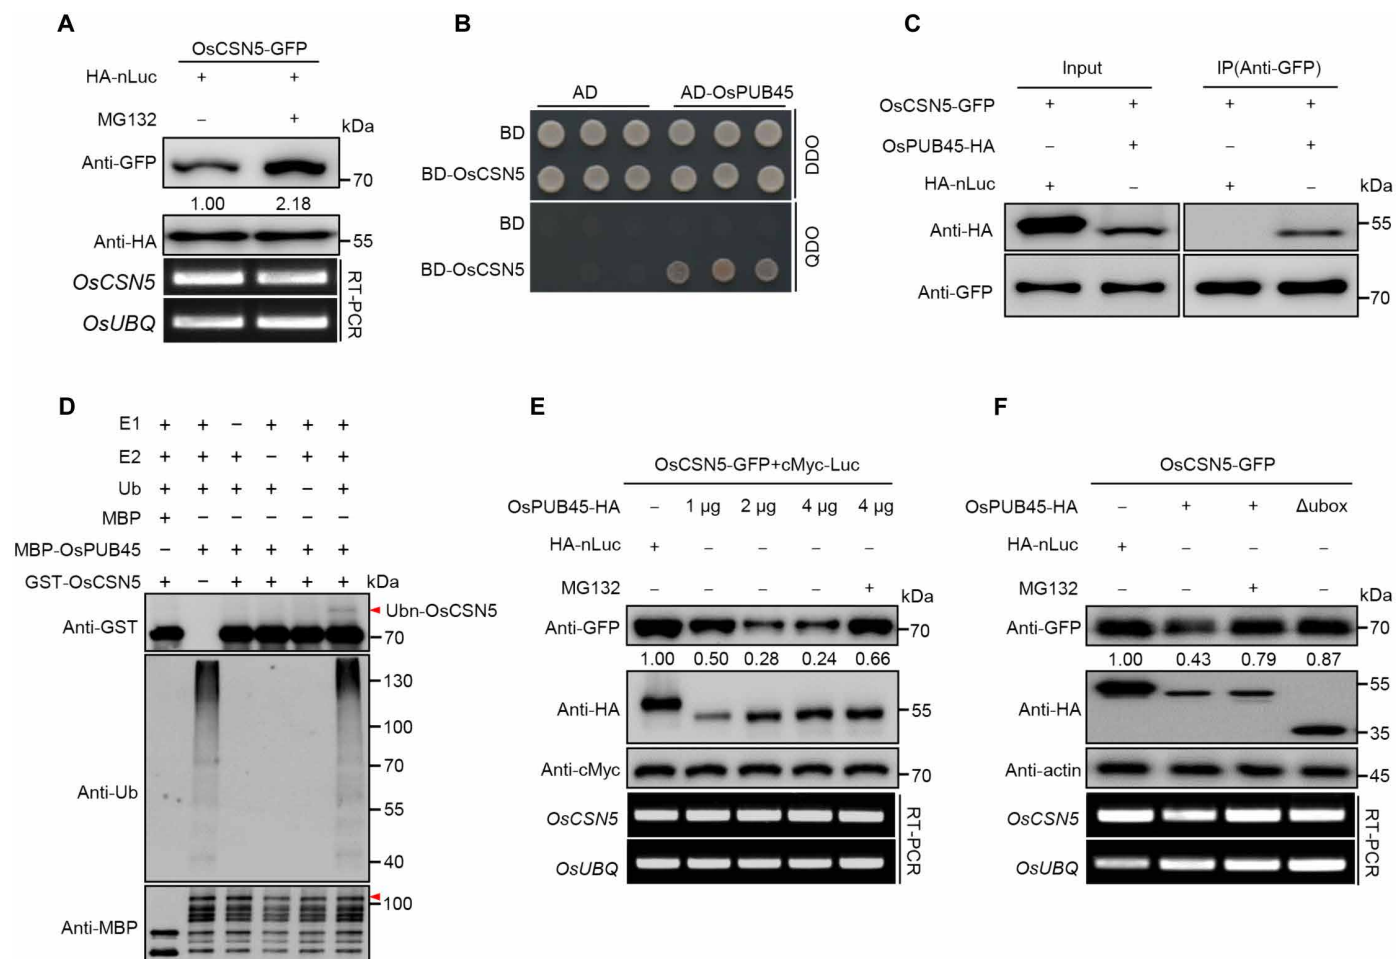 A
OsCSN5-GFP
HA-nLuc + +
MG132 – +
kDa
Anti-GFP
70
1.00 2.18
Anti-HA
55
OsCSN5
OsUBQ
RT-PCR
B
AD AD-OsPUB45
BD
BD-OsCSN5
DDO
BD
BD-OsCSN5
QDO
C
Input IP(Anti-GFP)
OsCSN5-GFP + + + +
OsPUB45-HA – + – +
HA-nLuc + – + –
kDa
Anti-HA
55
Anti-GFP
70
D
E1 + + – + + +
E2 + + + – + +
Ub + + + + – +
MBP + – – – – –
MBP-OsPUB45 – + + + + +
GST-OsCSN5 + – + + + +
kDa
Ubn-OsCSN5
Anti-GST
70
Anti-Ub
130
100
70
55
40
Anti-MBP
100
E
OsCSN5-GFP+cMyc-Luc
OsPUB45-HA – 1 μg 2 μg 4 μg 4 μg
HA-nLuc + – – – –
MG132 – – – – +
kDa
Anti-GFP
70
1.00 0.50 0.28 0.24 0.66
Anti-HA
55
Anti-cMyc
70
OsCSN5
OsUBQ
RT-PCR
F
OsCSN5-GFP
OsPUB45-HA – + + Δubox
HA-nLuc + – – –
MG132 – – + –
kDa
Anti-GFP
70
1.00 0.43 0.79 0.87
Anti-HA
55
35
Anti-actin
45
OsCSN5
OsUBQ
RT-PCR